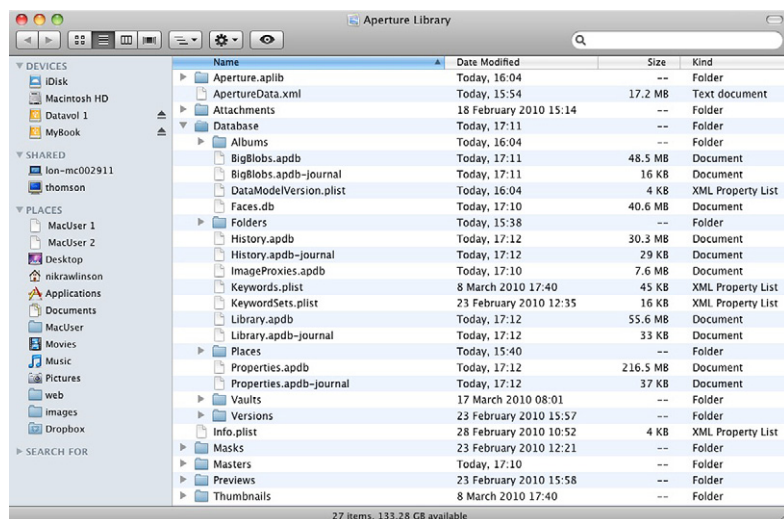 Aperture Library
Name Date Modified Size Kind
DEVICES
iDisk
Macintosh HD
Datavol 1
MyBook
SHARED
lon-mc002911
thomson
PLACES
MacUser 1
MacUser 2
Desktop
nikrawlinson
Applications
Documents
MacUser
Movies
Music
Pictures
web
images
Dropbox
SEARCH FOR
Aperture.aplib Today, 16:04 -- Folder
ApertureData.xml Today, 15:54 17.2 MB Text document
Attachments 18 February 2010 15:14 -- Folder
Database Today, 17:11 -- Folder
Albums Today, 16:04 -- Folder
BigBlobs.apdb Today, 17:11 48.5 MB Document
BigBlobs.apdb-journal Today, 17:11 16 KB Document
DataModelVersion.plist Today, 16:04 4 KB XML Property List
Faces.db Today, 17:10 40.6 MB Document
Folders Today, 15:38 -- Folder
History.apdb Today, 17:12 30.3 MB Document
History.apdb-journal Today, 17:12 29 KB Document
ImageProxies.apdb Today, 17:10 7.6 MB Document
Keywords.plist 8 March 2010 17:40 45 KB XML Property List
KeywordSets.plist 23 February 2010 12:35 16 KB XML Property List
Library.apdb Today, 17:12 55.6 MB Document
Library.apdb-journal Today, 17:12 33 KB Document
Places Today, 15:40 -- Folder
Properties.apdb Today, 17:12 216.5 MB Document
Properties.apdb-journal Today, 17:12 37 KB Document
Vaults 17 March 2010 08:01 -- Folder
Versions 23 February 2010 15:57 -- Folder
Info.plist 28 February 2010 10:52 4 KB XML Property List
Masks 23 February 2010 12:21 -- Folder
Masters Today, 17:10 -- Folder
Previews 23 February 2010 15:58 -- Folder
Thumbnails 8 March 2010 17:40 -- Folder
27 items, 133.28 GB available